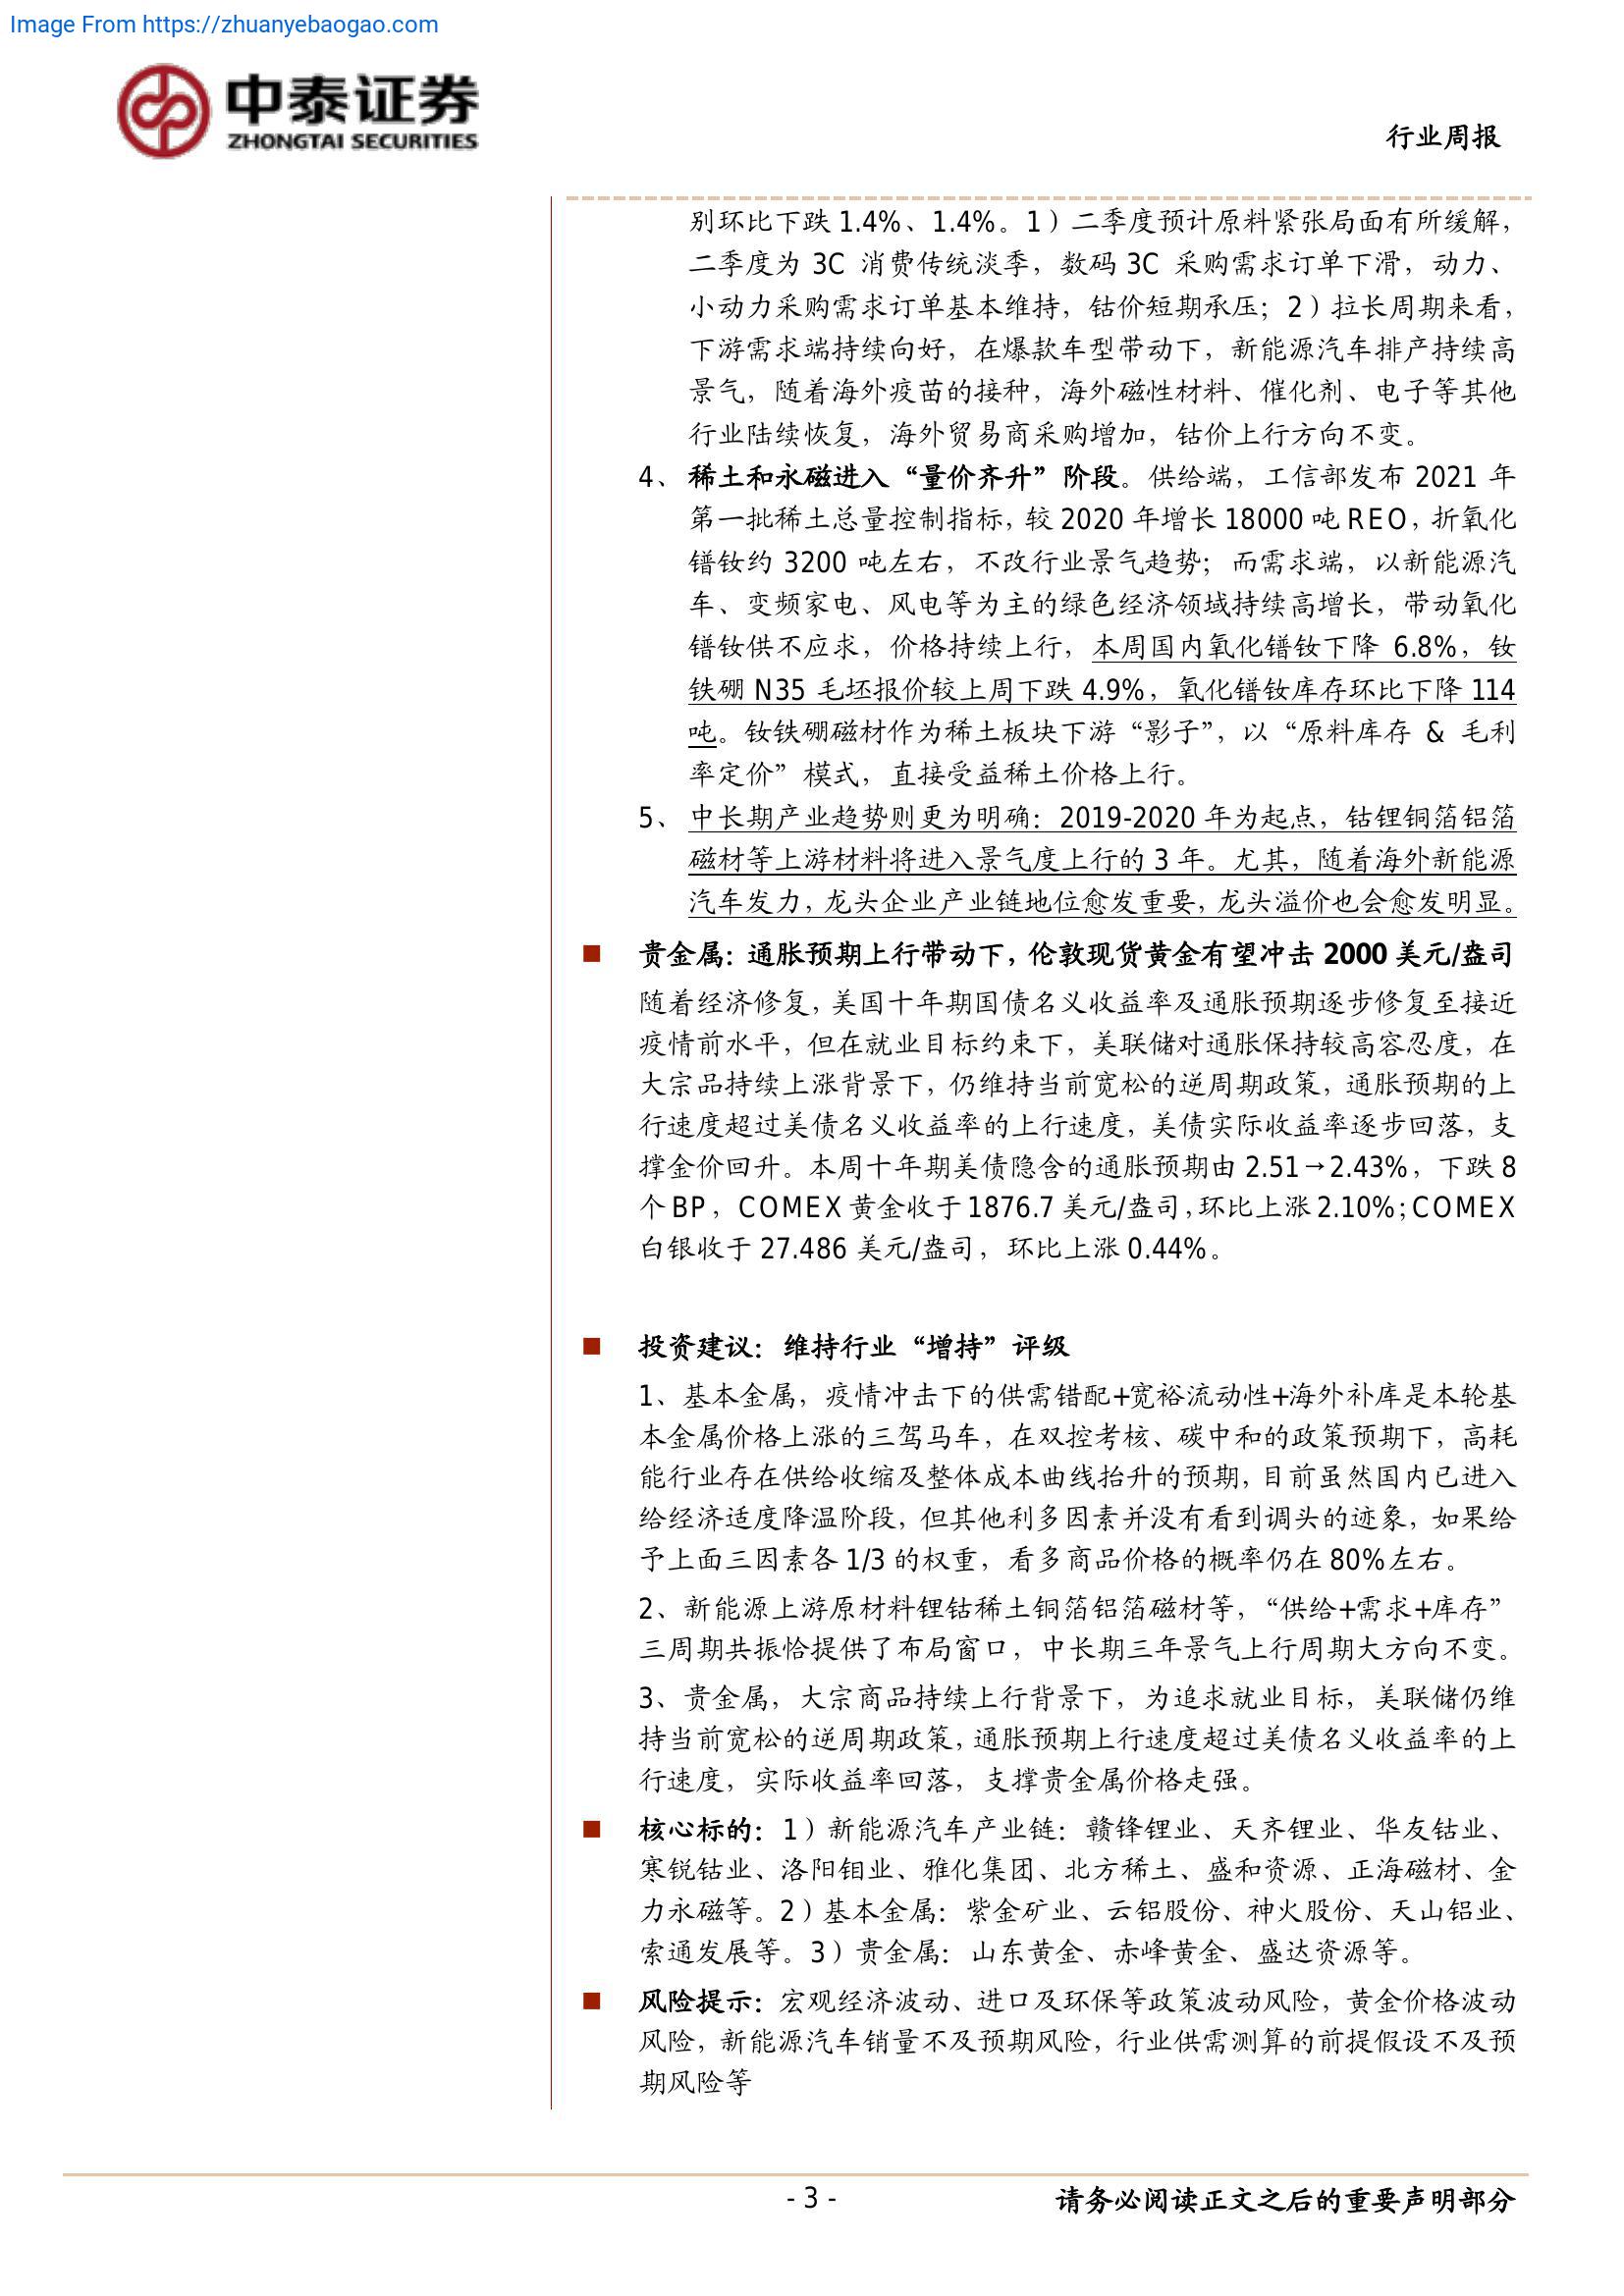 Image From https://zhuanyebaogao.com
中泰证券
ZHONGTAI SECURITIES
行业周报
别环比下跌 1.4%、1.4%。1）二季度预计原料紧张局面有所缓解，
二季度为 3C 消费传统淡季，数码 3C 采购需求订单下滑，动力、
小动力采购需求订单基本维持，钴价短期承压；2）拉长周期来看，
下游需求端持续向好，在爆款车型带动下，新能源汽车排产持续高
景气，随着海外疫苗的接种，海外磁性材料、催化剂、电子等其他
行业陆续恢复，海外贸易商采购增加，钴价上行方向不变。
4、 稀土和永磁进入“量价齐升”阶段。供给端，工信部发布 2021 年
第一批稀土总量控制指标，较 2020 年增长 18000 吨 REO，折氧化
镨钕约 3200 吨左右，不改行业景气趋势；而需求端，以新能源汽
车、变频家电、风电等为主的绿色经济领域持续高增长，带动氧化
镨钕供不应求，价格持续上行，本周国内氧化镨钕下降 6.8%，钕
铁硼 N35 毛坯报价较上周下跌 4.9%，氧化镨钕库存环比下降 114
吨。钕铁硼磁材作为稀土板块下游“影子”，以“原料库存 & 毛利
率定价”模式，直接受益稀土价格上行。
5、 中长期产业趋势则更为明确：2019-2020 年为起点，钴锂铜箔铝箔
磁材等上游材料将进入景气度上行的 3 年。尤其，随着海外新能源
汽车发力，龙头企业产业链地位愈发重要，龙头溢价也会愈发明显。
■ 贵金属：通胀预期上行带动下，伦敦现货黄金有望冲击 2000 美元/盎司
随着经济修复，美国十年期国债名义收益率及通胀预期逐步修复至接近
疫情前水平，但在就业目标约束下，美联储对通胀保持较高容忍度，在
大宗品持续上涨背景下，仍维持当前宽松的逆周期政策，通胀预期的上
行速度超过美债名义收益率的上行速度，美债实际收益率逐步回落，支
撑金价回升。本周十年期美债隐含的通胀预期由 2.51→2.43%，下跌 8
个 BP，COMEX 黄金收于 1876.7 美元/盎司，环比上涨 2.10%；COMEX
白银收于 27.486 美元/盎司，环比上涨 0.44%。
■ 投资建议：维持行业“增持”评级
1、基本金属，疫情冲击下的供需错配+宽裕流动性+海外补库是本轮基
本金属价格上涨的三驾马车，在双控考核、碳中和的政策预期下，高耗
能行业存在供给收缩及整体成本曲线抬升的预期，目前虽然国内已进入
给经济适度降温阶段，但其他利多因素并没有看到调头的迹象，如果给
予上面三因素各 1/3 的权重，看多商品价格的概率仍在 80%左右。
2、新能源上游原材料锂钴稀土铜箔铝箔磁材等，“供给+需求+库存”
三周期共振恰提供了布局窗口，中长期三年景气上行周期大方向不变。
3、贵金属，大宗商品持续上行背景下，为追求就业目标，美联储仍维
持当前宽松的逆周期政策，通胀预期上行速度超过美债名义收益率的上
行速度，实际收益率回落，支撑贵金属价格走强。
■ 核心标的：1）新能源汽车产业链：赣锋锂业、天齐锂业、华友钴业、
寒锐钴业、洛阳钼业、雅化集团、北方稀土、盛和资源、正海磁材、金
力永磁等。2）基本金属：紫金矿业、云铝股份、神火股份、天山铝业、
索通发展等。3）贵金属：山东黄金、赤峰黄金、盛达资源等。
■ 风险提示：宏观经济波动、进口及环保等政策波动风险，黄金价格波动
风险，新能源汽车销量不及预期风险，行业供需测算的前提假设不及预
期风险等
- 3 -
请务必阅读正文之后的重要声明部分